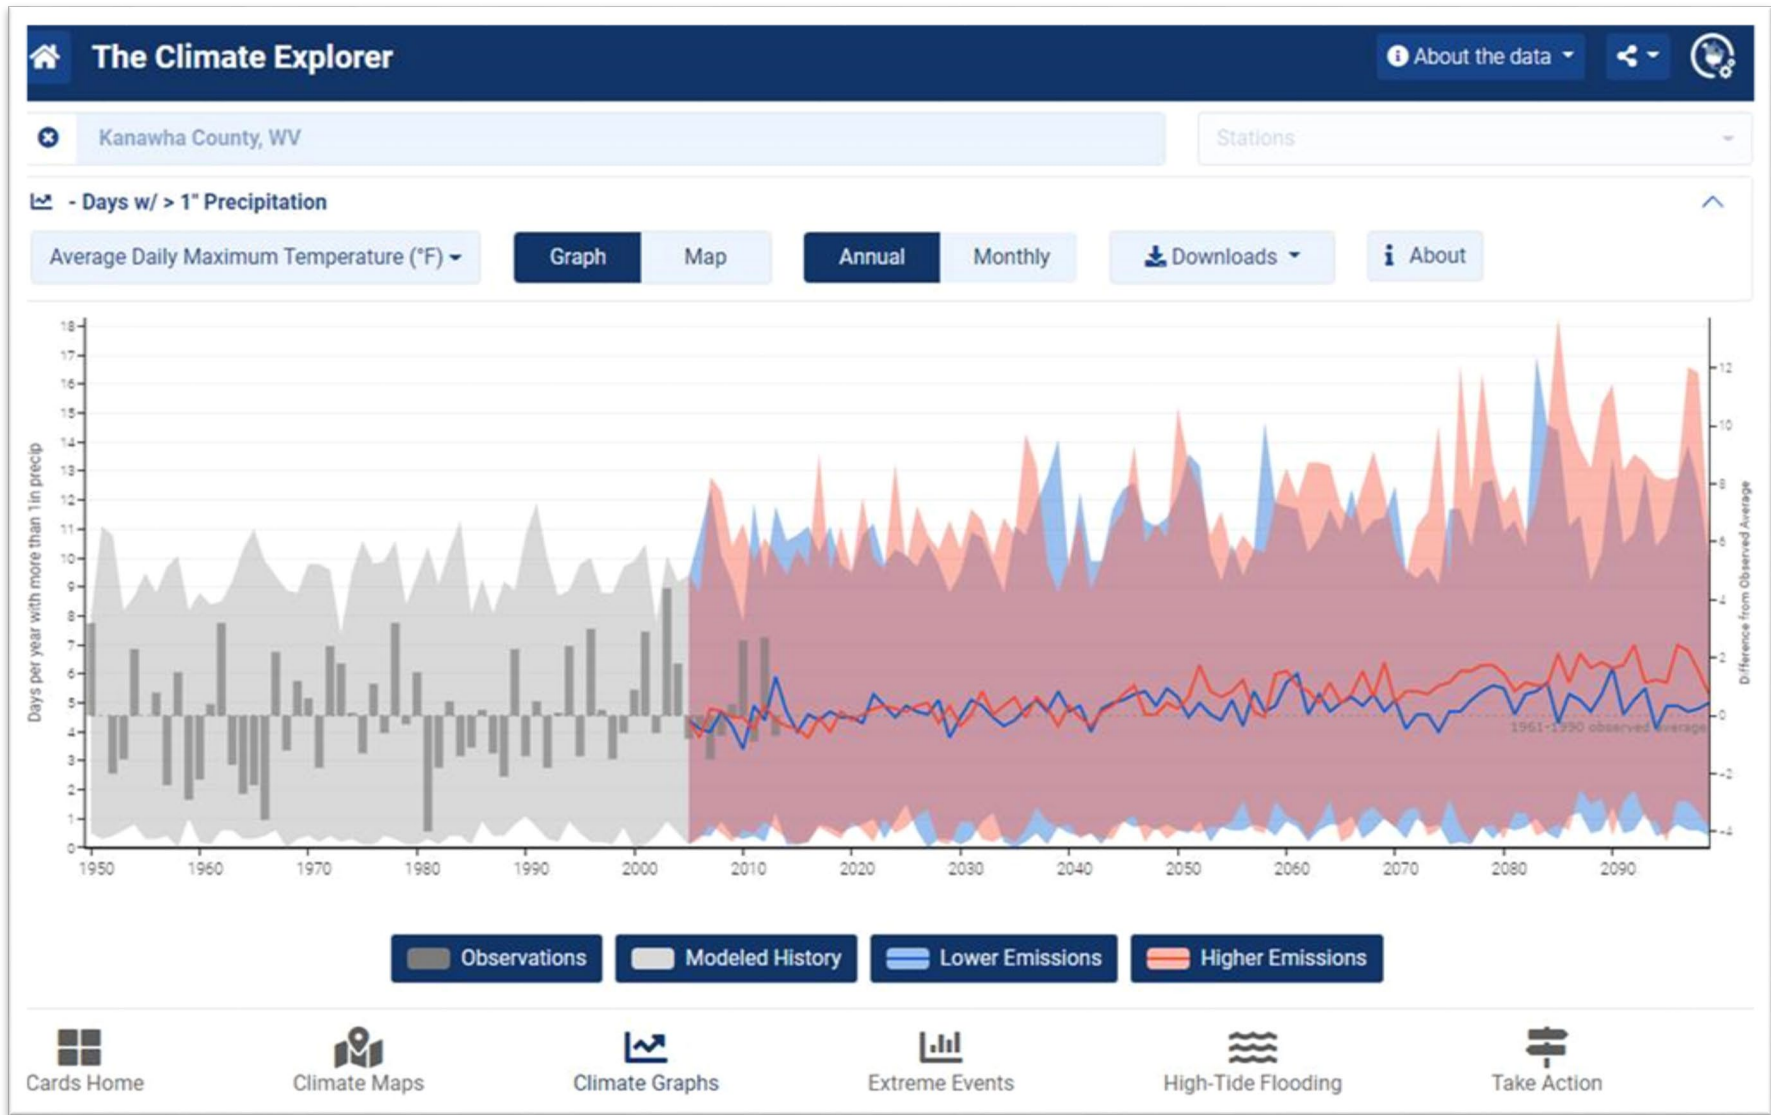 The Climate Explorer
About the data
Kanawha County, WV
Stations
- Days w/ > 1" Precipitation
Average Daily Maximum Temperature (°F)
Graph
Map
Annual
Monthly
Downloads
About
Days per year with more than 1in precip
18
17
16
15
14
13
12
11
10
9
8
7
6
5
4
3
2
1
0
12
10
8
6
4
2
0
-2
-4
Difference from Observed Average
1961-1990 observed average
1950 1960 1970 1980 1990 2000 2010 2020 2030 2040 2050 2060 2070 2080 2090
Observations
Modeled History
Lower Emissions
Higher Emissions
Cards Home
Climate Maps
Climate Graphs
Extreme Events
High-Tide Flooding
Take Action